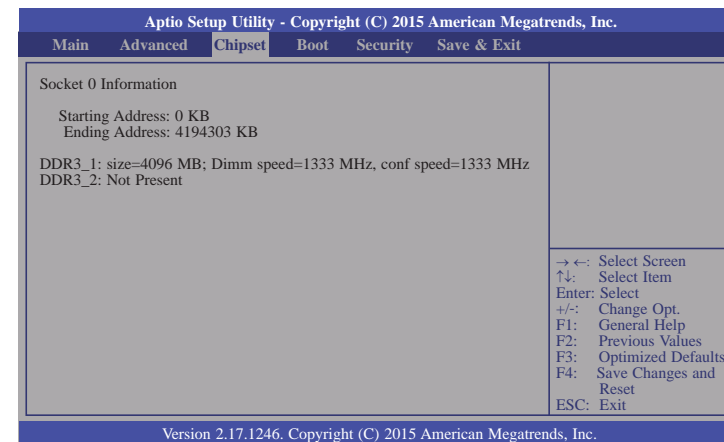 Aptio Setup Utility - Copyright (C) 2015 American Megatrends, Inc.
Main Advanced Chipset Boot Security Save & Exit
Socket 0 Information
Starting Address: 0 KB
Ending Address: 4194303 KB
DDR3_1: size=4096 MB; Dimm speed=1333 MHz, conf speed=1333 MHz
DDR3_2: Not Present
→ ←: Select Screen
↑↓: Select Item
Enter: Select
+/-: Change Opt.
F1: General Help
F2: Previous Values
F3: Optimized Defaults
F4: Save Changes and
Reset
ESC: Exit
Version 2.17.1246. Copyright (C) 2015 American Megatrends, Inc.